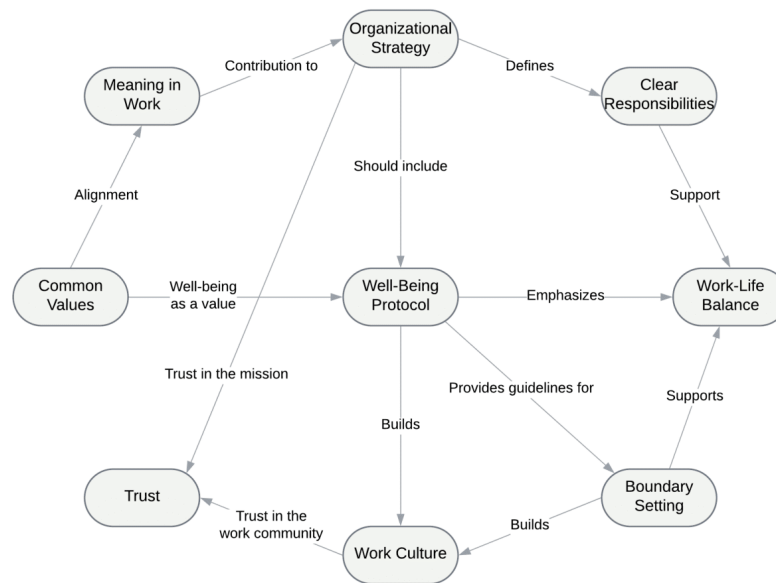 Organizational
Strategy
Contribution to
Defines
Meaning in
Work
Clear
Responsibilities
Should include
Alignment
Support
Common
Values
Well-being
as a value
Well-Being
Protocol
Emphasizes
Work-Life
Balance
Trust in the mission
Provides guidelines for
Supports
Builds
Trust
Boundary
Setting
Trust in the
work community
Builds
Work Culture